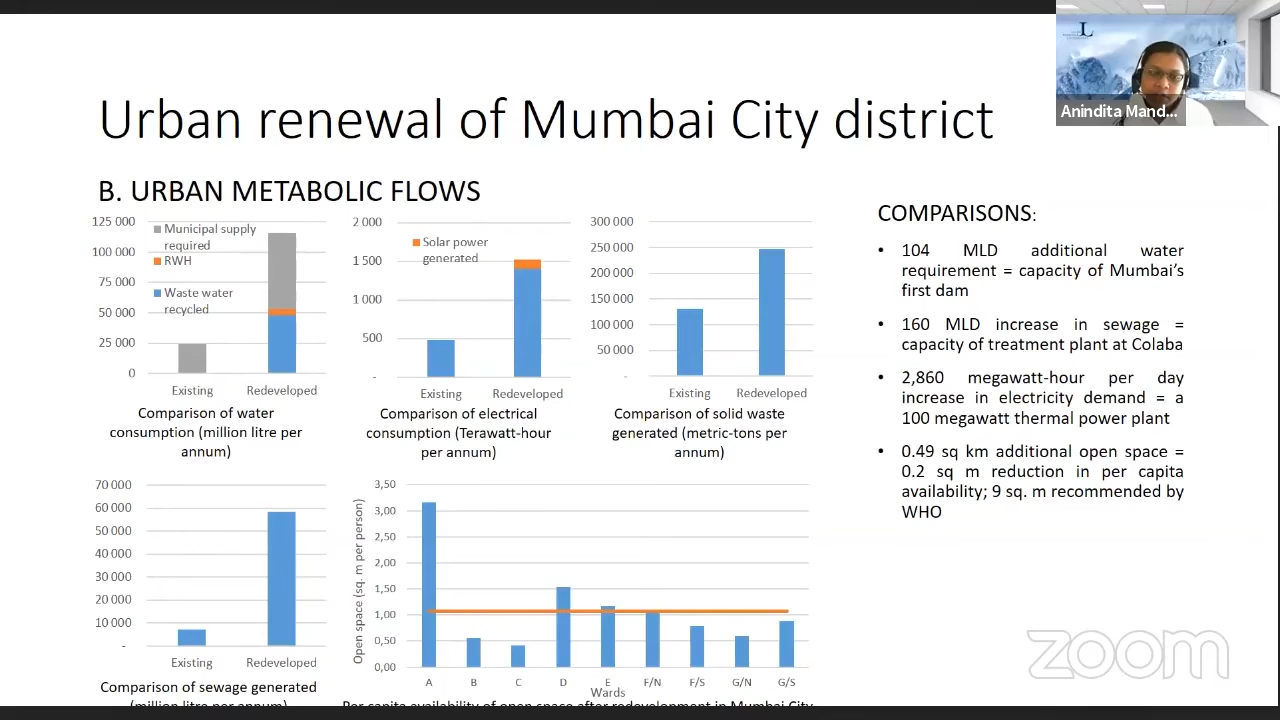 Anindita Mand...
Urban renewal of Mumbai City district
B. URBAN METABOLIC FLOWS
125 000
100 000
75 000
50 000
25 000
0
Municipal supply
required
RWH
Waste water
recycled
Existing
Redeveloped
Comparison of water
consumption (million litre per
annum)
2 000
1 500
1 000
500
-
Solar power
generated
Existing
Redeveloped
Comparison of electrical
consumption (Terawatt-hour
per annum)
300 000
250 000
200 000
150 000
100 000
50 000
-
Existing
Redeveloped
Comparison of solid waste
generated (metric-tons per
annum)
COMPARISONS:
• 104 MLD additional water
requirement = capacity of Mumbai's
first dam
• 160 MLD increase in sewage =
capacity of treatment plant at Colaba
• 2,860 megawatt-hour per day
increase in electricity demand = a
100 megawatt thermal power plant
• 0.49 sq km additional open space =
0.2 sq m reduction in per capita
availability; 9 sq. m recommended by
WHO
70 000
60 000
50 000
40 000
30 000
20 000
10 000
-
Existing
Redeveloped
Comparison of sewage generated
(million litre per annum)
Open space (sq. m per person)
3,50
3,00
2,50
2,00
1,50
1,00
0,50
0,00
A
B
C
D
E
F/N
F/S
G/N
G/S
Wards
Per capita availability of open space after redevelopment in Mumbai City
zoom